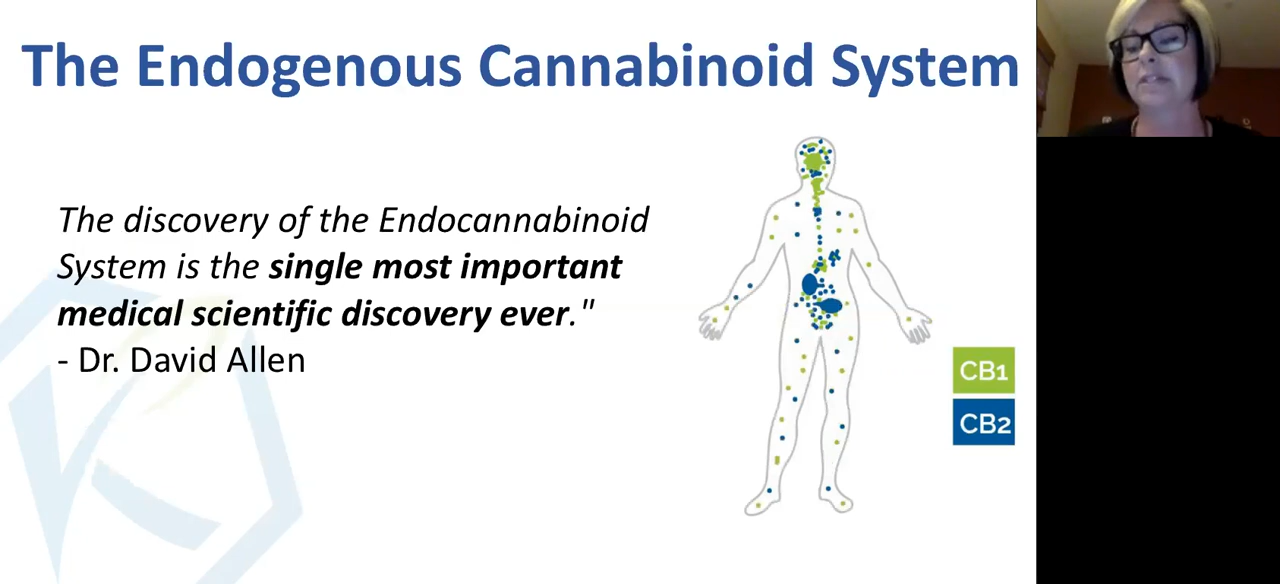 The Endogenous Cannabinoid System
The discovery of the Endocannabinoid
System is the single most important
medical scientific discovery ever."
- Dr. David Allen
CB1
CB2